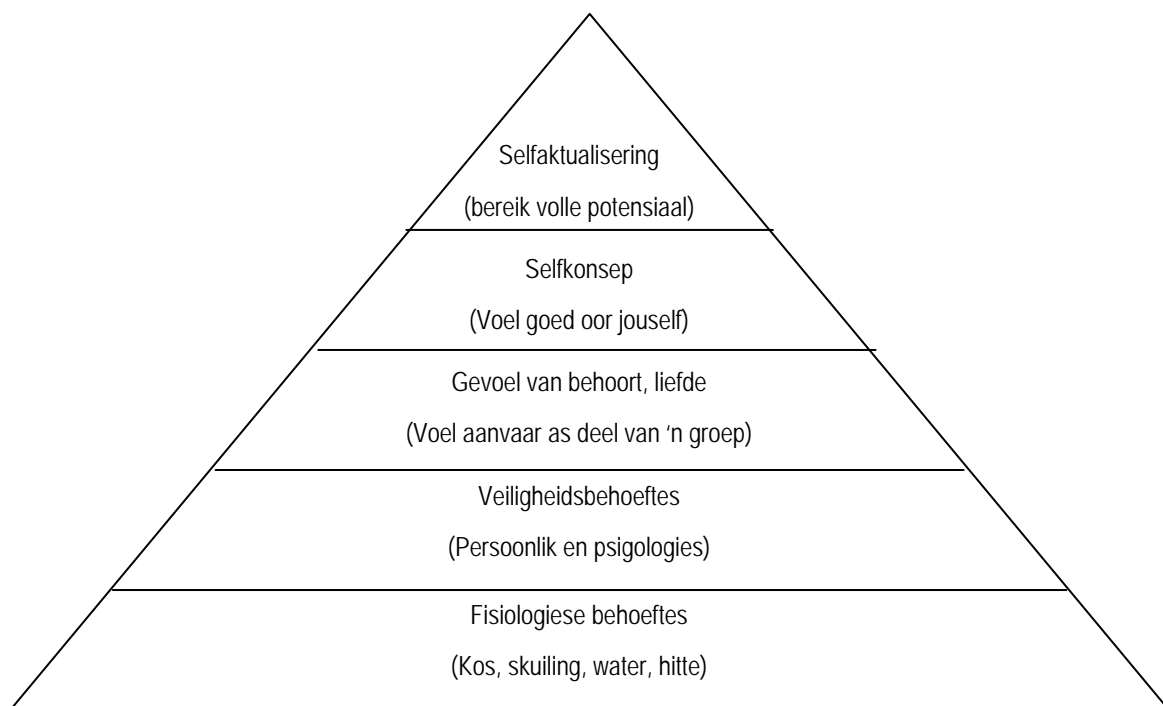 Selfaktualisering
(bereik volle potensiaal)
Selfkonsep
(Voel goed oor jouself)
Gevoel van behoort, liefde
(Voel aanvaar as deel van ‘n groep)
Veiligheidsbehoeftes
(Persoonlik en psigologies)
Fisiologiese behoeftes
(Kos, skuiling, water, hitte)